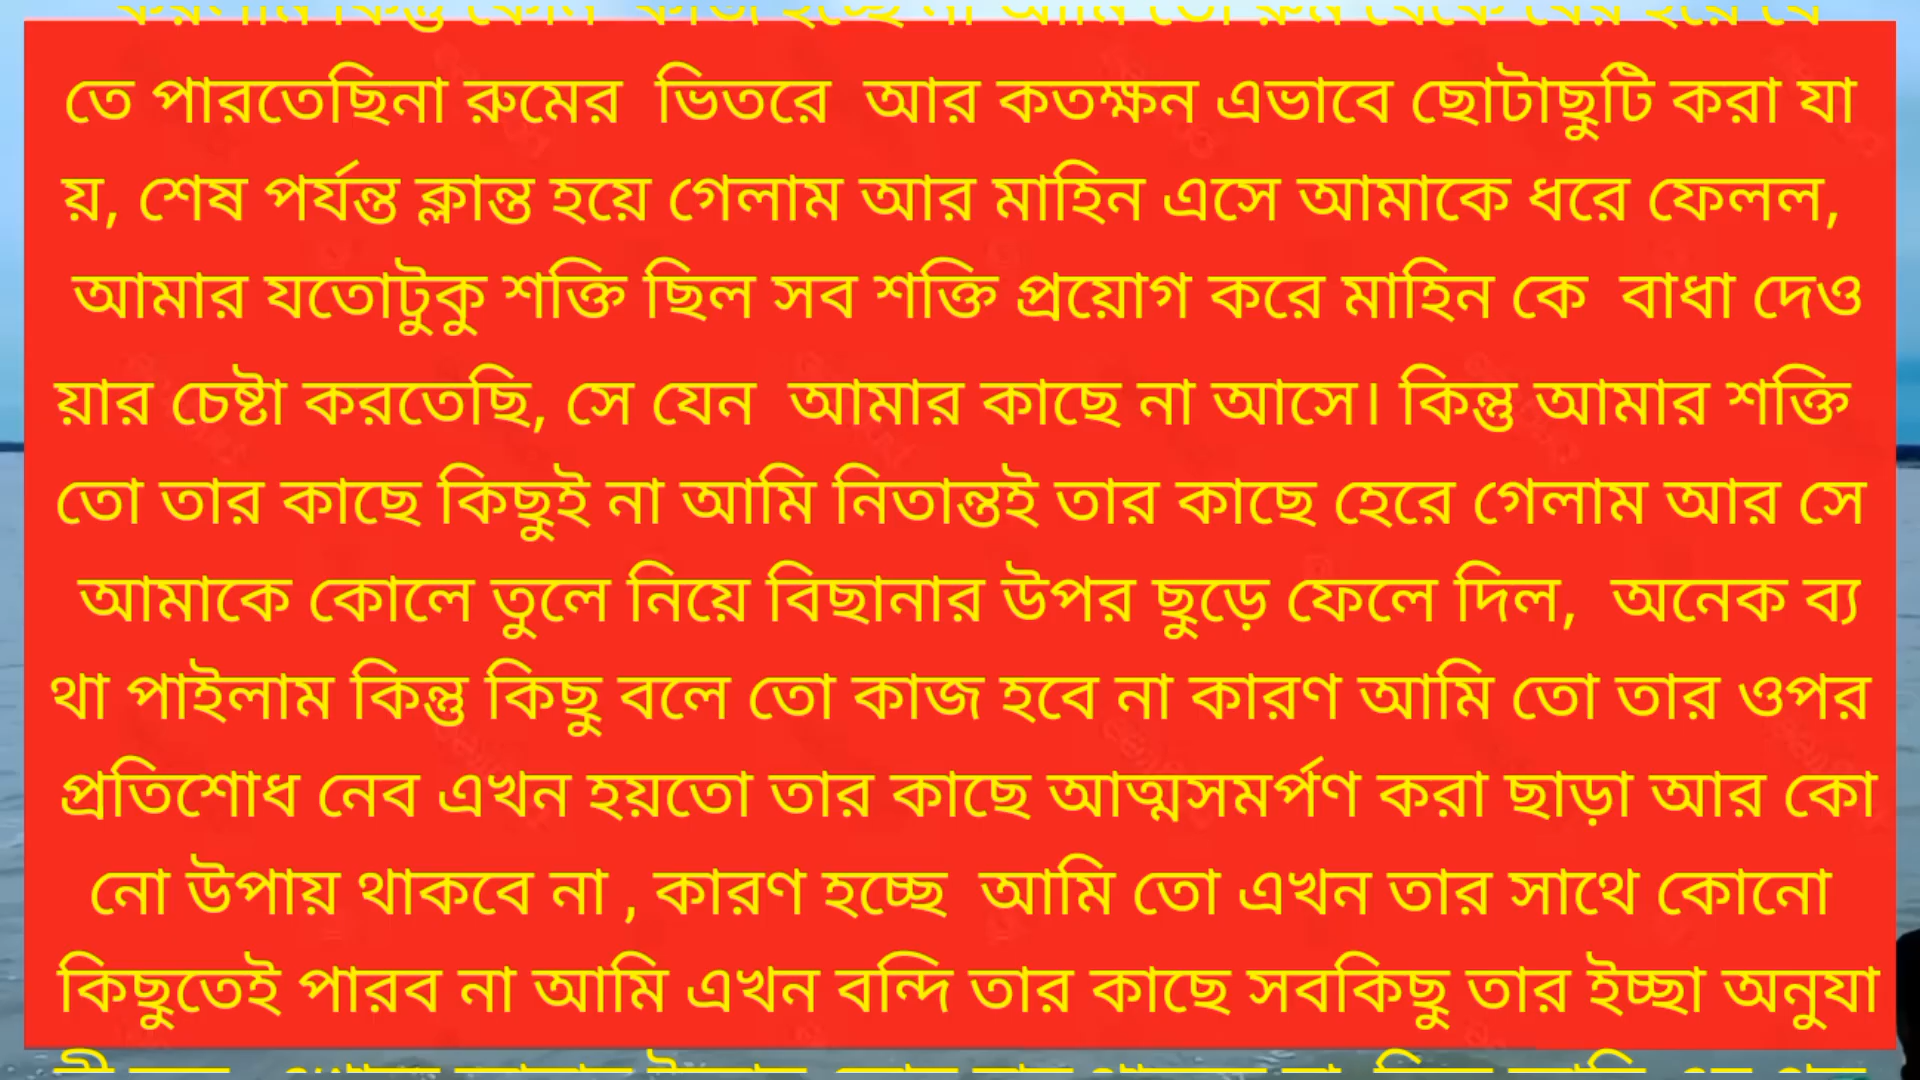 তে পারতেছিনা রুমের ভিতরে আর কতক্ষন এভাবে ছোটাছুটি করা যা
য়, শেষ পর্যন্ত ক্লান্ত হয়ে গেলাম আর মাহিন এসে আমাকে ধরে ফেলল,
আমার যতোটুকু শক্তি ছিল সব শক্তি প্রয়োগ করে মাহিন কে বাধা দেও
য়ার চেষ্টা করতেছি, সে যেন আমার কাছে না আসে। কিন্তু আমার শক্তি
তো তার কাছে কিছুই না আমি নিতান্তই তার কাছে হেরে গেলাম আর সে
আমাকে কোলে তুলে নিয়ে বিছানার উপর ছুড়ে ফেলে দিল, অনেক ব্য
থা পাইলাম কিন্তু কিছু বলে তো কাজ হবে না কারণ আমি তো তার ওপর
প্রতিশোধ নেব এখন হয়তো তার কাছে আত্মসমর্পণ করা ছাড়া আর কো
নো উপায় থাকবে না , কারণ হচ্ছে আমি তো এখন তার সাথে কোনো
কিছুতেই পারব না আমি এখন বন্দি তার কাছে সবকিছু তার ইচ্ছা অনুযা